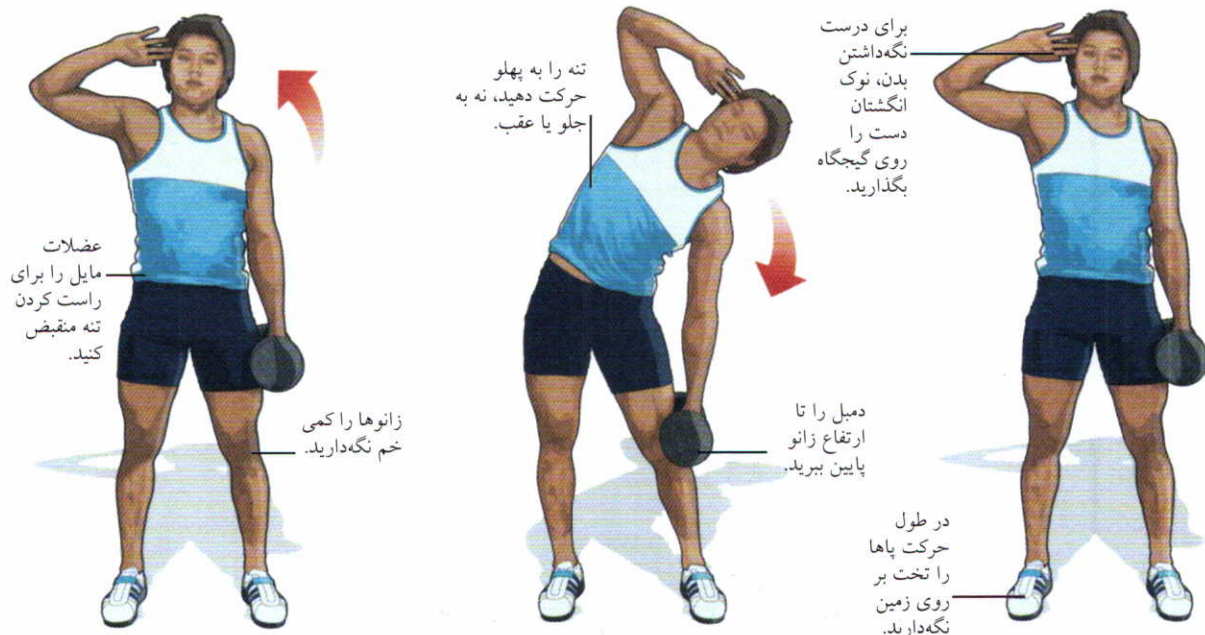 برای درست
نگه‌داشتن
بدن، نوک
انگشتان
دست را
روی گیجگاه
بگذارید.
در طول
حرکت پاها
را تخت بر
روی زمین
نگه‌دارید.
تنه را به پهلو
حرکت دهید، نه به
جلو یا عقب.
دمبل را تا
ارتفاع زانو
پایین ببرید.
عضلات
مایل را برای
راست کردن
تنه منقبض
کنید.
زانوها را کمی
خم نگه‌دارید.